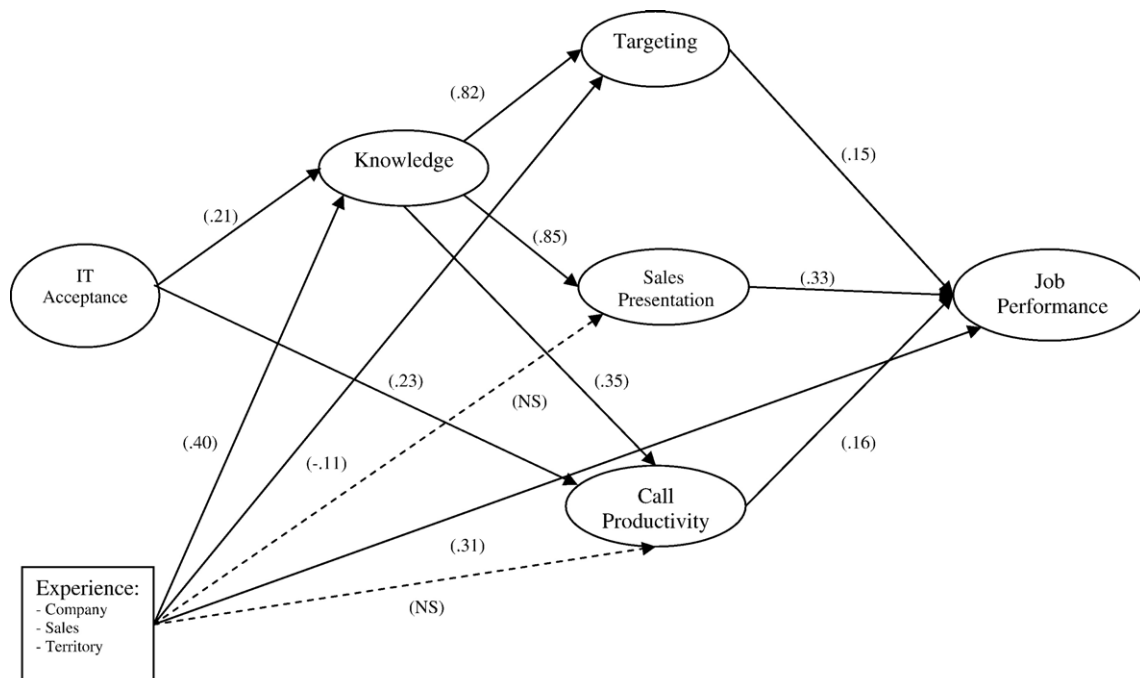 Targeting
(.82)
Knowledge
(.15)
(.21)
(.85)
IT
Acceptance
Sales
Presentation
(.33)
Job
Performance
(.23)
(.35)
(NS)
(.40)
(-.11)
(.16)
Call
Productivity
(.31)
Experience:
- Company
- Sales
- Territory
(NS)